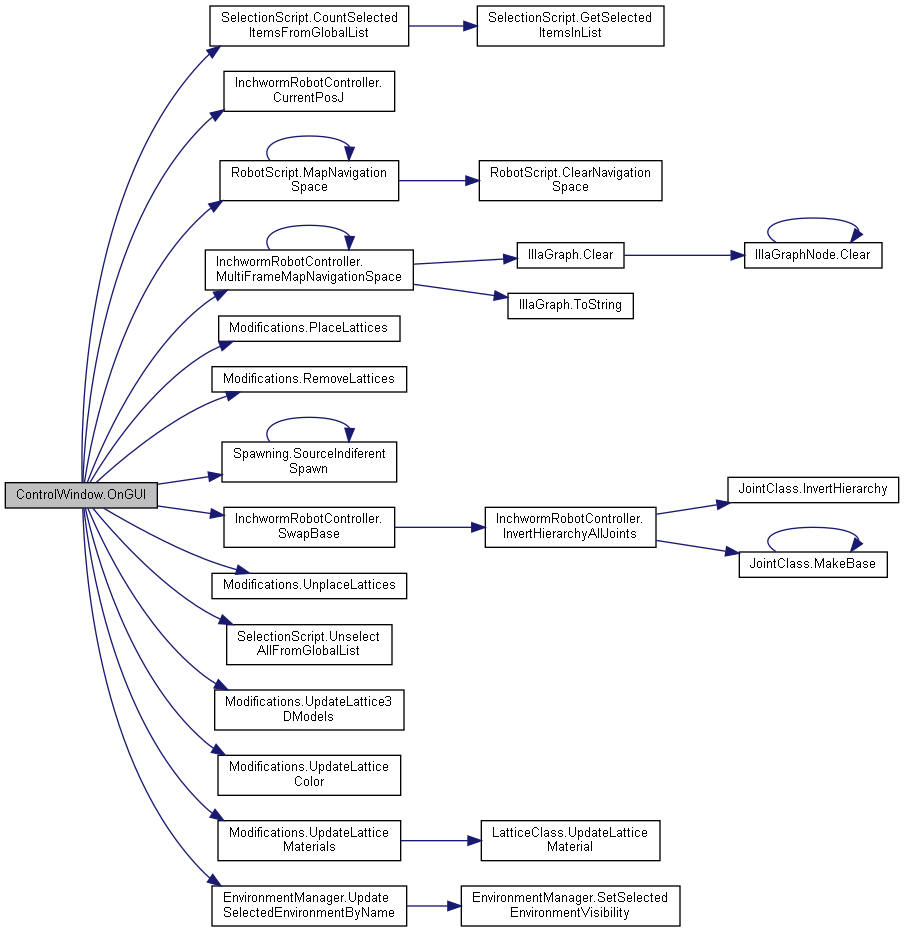 SelectionScript.CountSelected
ItemsFromGlobalList
SelectionScript.GetSelected
ItemsInList
InchwormRobotController.
CurrentPosJ
RobotScript.MapNavigation
Space
RobotScript.ClearNavigation
Space
InchwormRobotController.
MultiFrameMapNavigationSpace
IllaGraph.Clear
IllaGraphNode.Clear
IllaGraph.ToString
Modifications.PlaceLattices
Modifications.RemoveLattices
Spawning.SourceIndiferent
Spawn
ControlWindow.OnGUI
InchwormRobotController.
SwapBase
InchwormRobotController.
InvertHierarchyAllJoints
JointClass.InvertHierarchy
JointClass.MakeBase
Modifications.UnplaceLattices
SelectionScript.Unselect
AllFromGlobalList
Modifications.UpdateLattice3
DModels
Modifications.UpdateLattice
Color
Modifications.UpdateLattice
Materials
LatticeClass.UpdateLattice
Material
EnvironmentManager.Update
SelectedEnvironmentByName
EnvironmentManager.SetSelected
EnvironmentVisibility